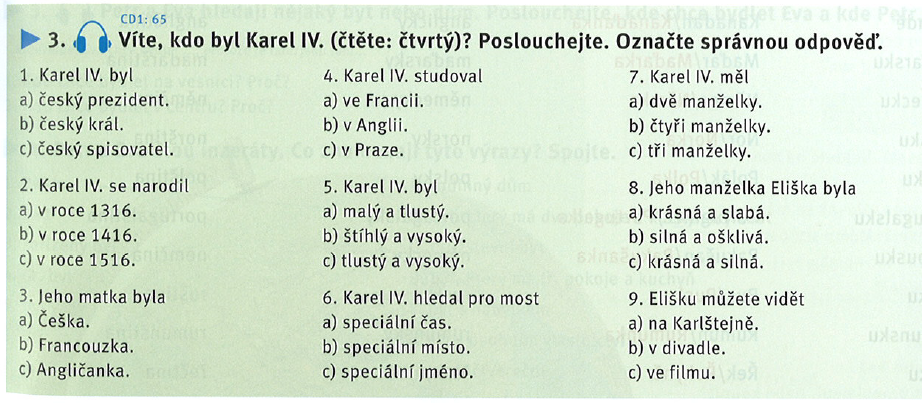 CD1: 65
3. Víte, kdo byl Karel IV. (čtěte: čtvrtý)? Poslouchejte. Označte správnou odpověď.
1. Karel IV. byl
a) český prezident.
b) český král.
c) český spisovatel.
2. Karel IV. se narodil
a) v roce 1316.
b) v roce 1416.
c) v roce 1516.
3. Jeho matka byla
a) Češka.
b) Francouzka.
c) Angličanka.
4. Karel IV. studoval
a) ve Francii.
b) v Anglii.
c) v Praze.
5. Karel IV. byl
a) malý a tlustý.
b) štíhlý a vysoký.
c) tlustý a vysoký.
6. Karel IV. hledal pro most
a) speciální čas.
b) speciální místo.
c) speciální jméno.
7. Karel IV. měl
a) dvě manželky.
b) čtyři manželky.
c) tři manželky.
8. Jeho manželka Eliška byla
a) krásná a slabá.
b) silná a ošklivá.
c) krásná a silná.
9. Elišku můžete vidět
a) na Karlštejně.
b) v divadle.
c) ve filmu.